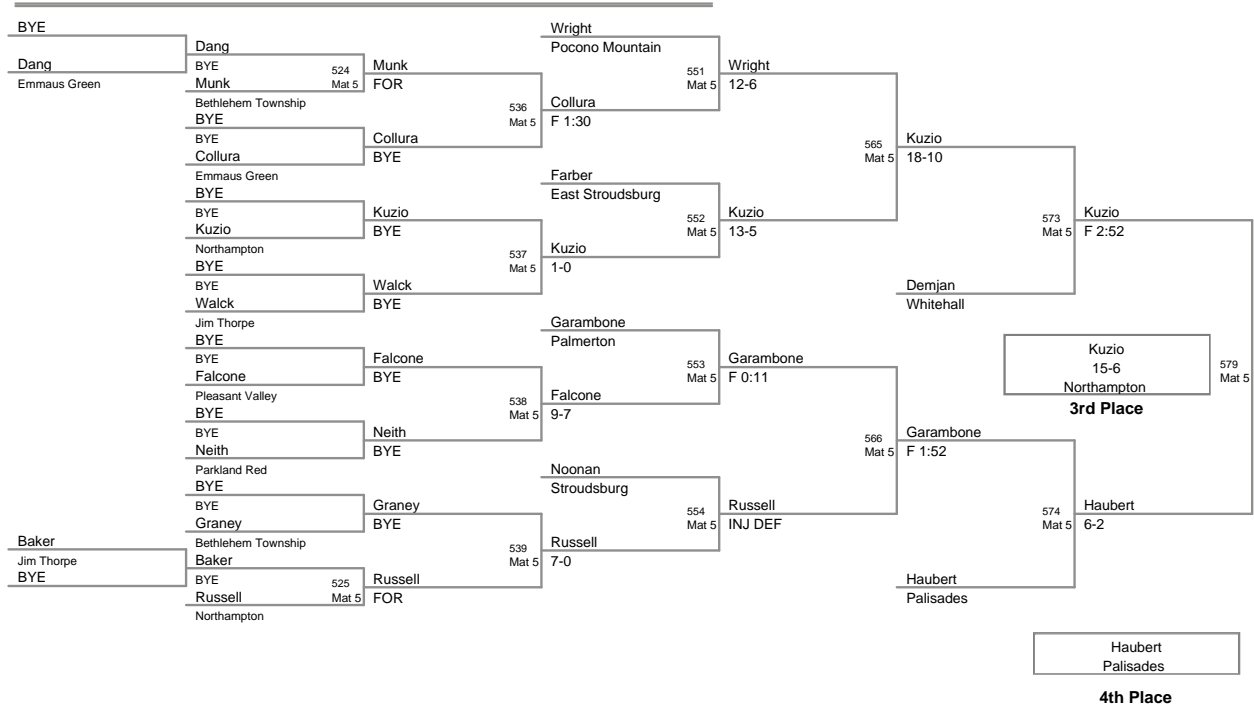 BYE
Dang
Emmaus Green
Baker
Jim Thorpe
BYE
Dang
BYE
Munk
Bethlehem Township
524
Mat 5
BYE
BYE
Collura
Emmaus Green
BYE
BYE
Kuzio
Northampton
BYE
BYE
Walck
Jim Thorpe
BYE
BYE
Falcone
Pleasant Valley
BYE
BYE
Neith
Parkland Red
BYE
BYE
Graney
Bethlehem Township
Baker
BYE
Russell
Northampton
525
Mat 5
Munk
FOR
Collura
BYE
536
Mat 5
Kuzio
BYE
Walck
BYE
537
Mat 5
Falcone
BYE
Neith
BYE
538
Mat 5
Graney
BYE
Russell
FOR
539
Mat 5
Wright
Pocono Mountain
Collura
F 1:30
551
Mat 5
Farber
East Stroudsburg
Kuzio
1-0
552
Mat 5
Garambone
Palmerton
Falcone
9-7
553
Mat 5
Noonan
Stroudsburg
Russell
7-0
554
Mat 5
Wright
12-6
Kuzio
13-5
565
Mat 5
Garambone
F 0:11
Russell
INJ DEF
566
Mat 5
Kuzio
18-10
Demjan
Whitehall
573
Mat 5
Garambone
F 1:52
Haubert
Palisades
574
Mat 5
Kuzio
F 2:52
Haubert
6-2
579
Mat 5
Kuzio
15-6
Northampton
3rd Place
Haubert
Palisades
4th Place